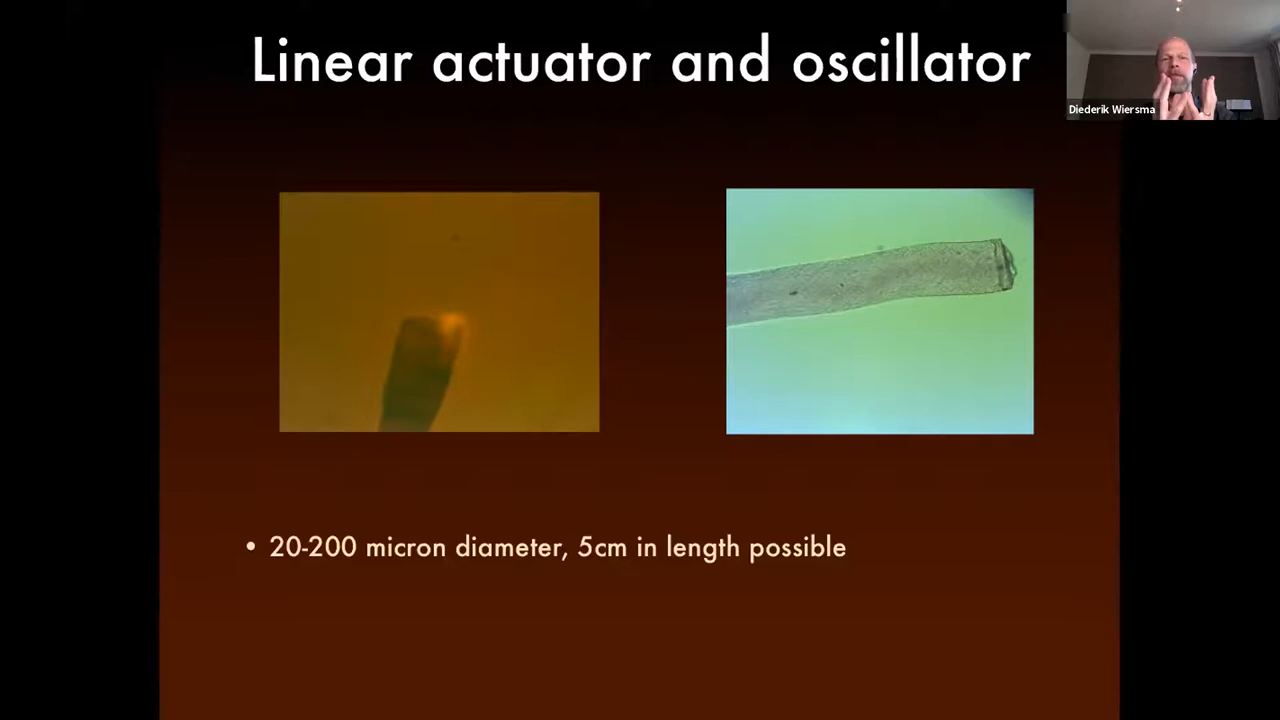 Linear actuator and oscillator
Diederik Wiersma
• 20-200 micron diameter, 5cm in length possible